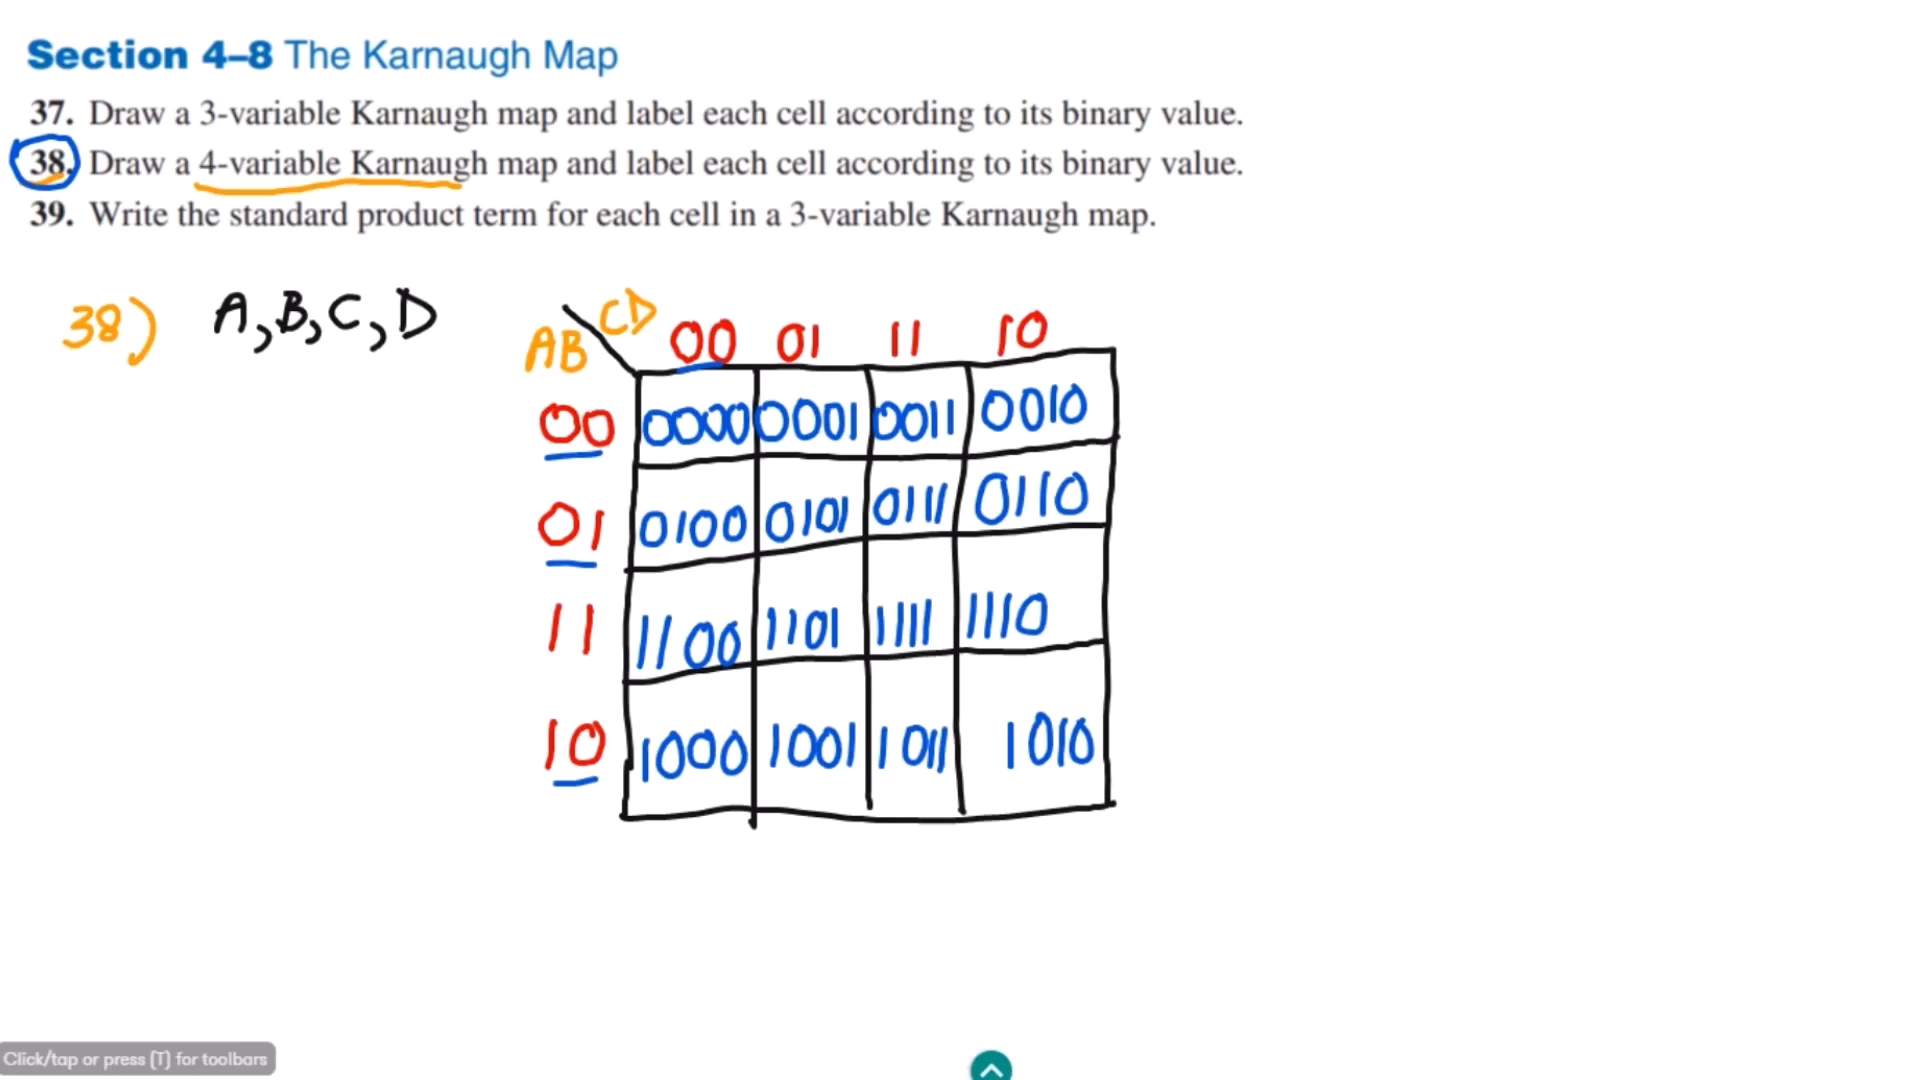 Section 4–8 The Karnaugh Map
37. Draw a 3-variable Karnaugh map and label each cell according to its binary value.
38. Draw a 4-variable Karnaugh map and label each cell according to its binary value.
39. Write the standard product term for each cell in a 3-variable Karnaugh map.
38) A,B,C,D
CD
AB 00 01 11 10
00 0000 0001 0011 0010
01 0100 0101 0111 0110
11 1100 1101 1111 1110
10 1000 1001 1011 1010
Click/tap or press (T) for toolbars